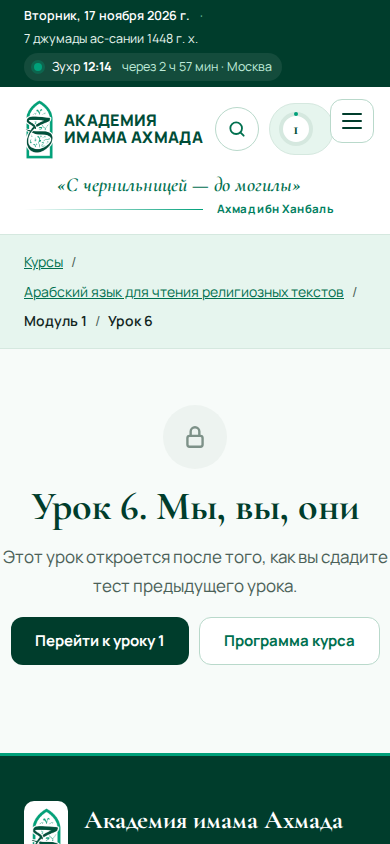 Вторник, 17 ноября 2026 г. ·
7 джумады ас-сании 1448 г. х.
Зухр 12:14 через 2 ч 57 мин · Москва
АКАДЕМИЯ
ИМАМА АХМАДА
1
«С чернильницей — до могилы»
Ахмад ибн Ханбаль
Курсы /
Арабский язык для чтения религиозных текстов /
Модуль 1 / Урок 6
Урок 6. Мы, вы, они
Этот урок откроется после того, как вы сдадите
тест предыдущего урока.
Перейти к уроку 1
Программа курса
Академия имама Ахмада